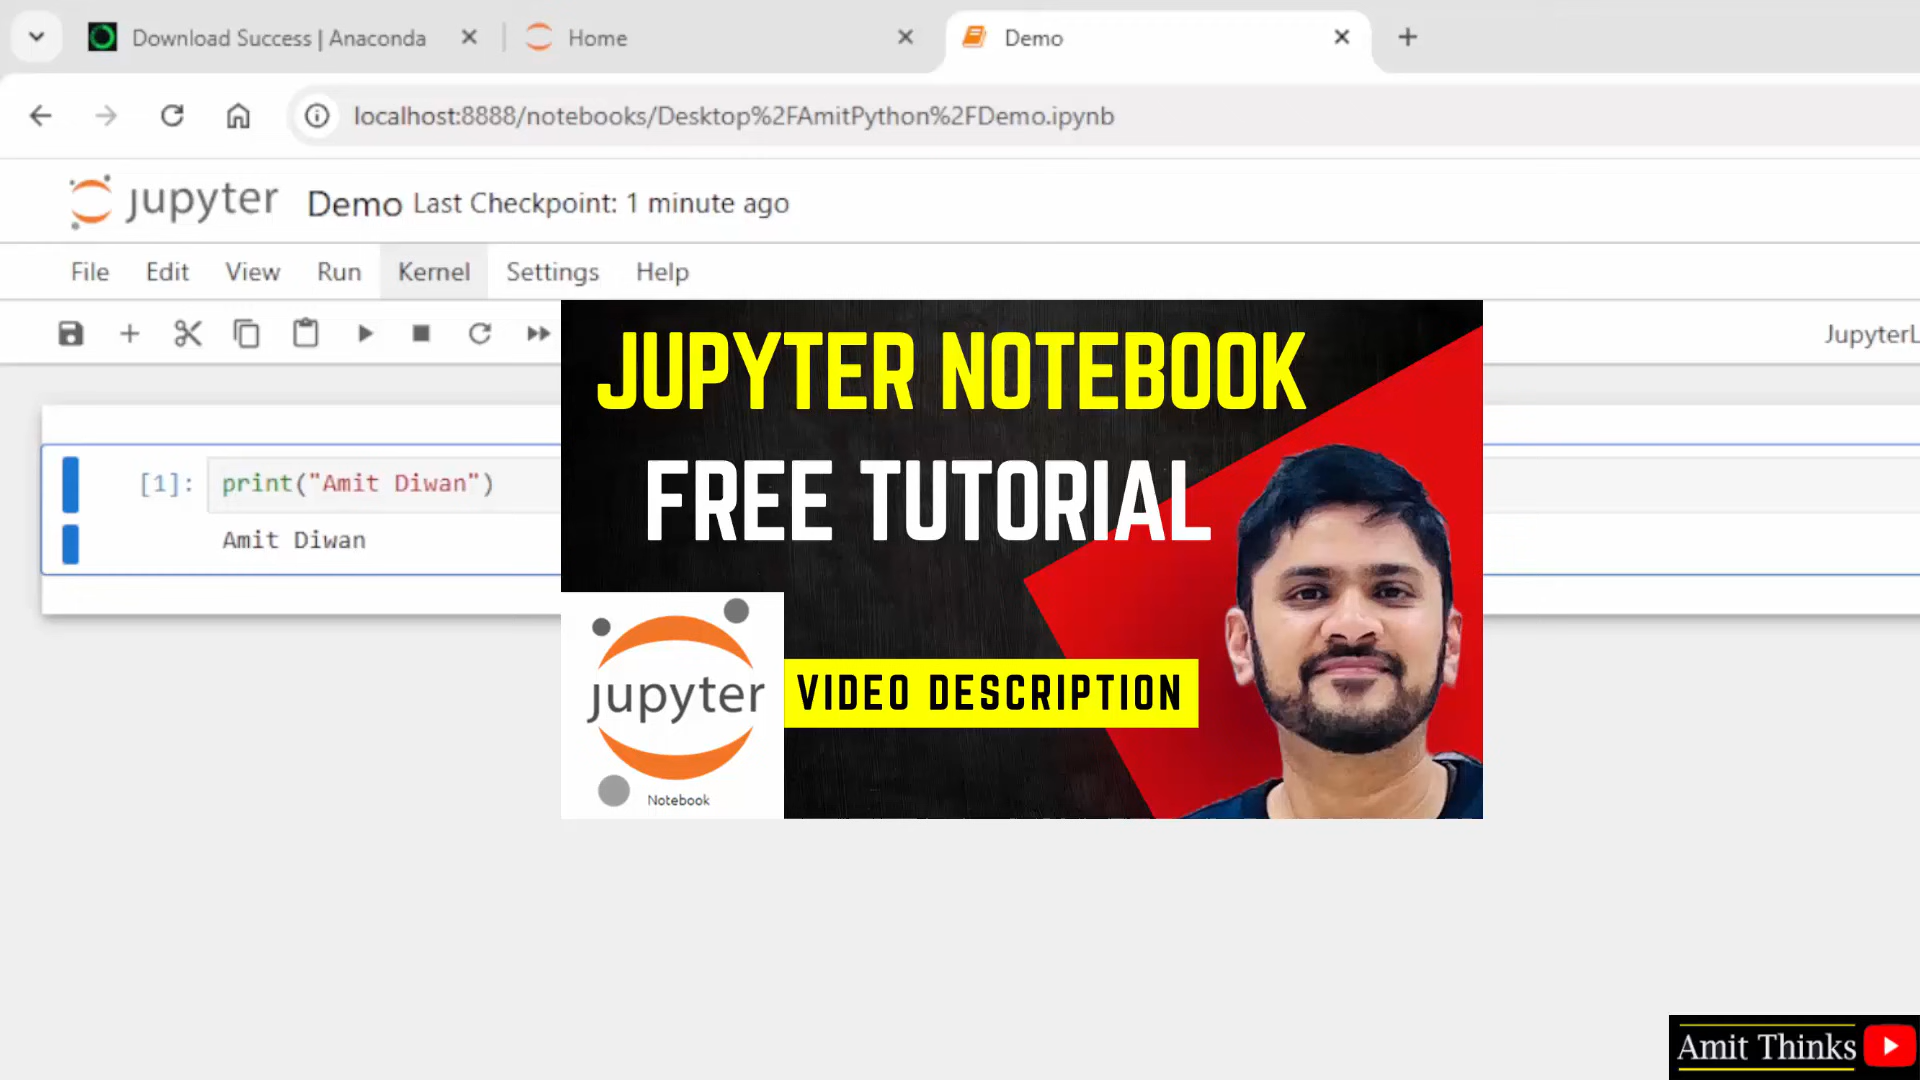 Download Success | Anaconda
Home
Demo
localhost:8888/notebooks/Desktop%2FAmitPython%2FDemo.ipynb
jupyter Demo Last Checkpoint: 1 minute ago
File Edit View Run Kernel Settings Help
JupyterL
JUPYTER NOTEBOOK
FREE TUTORIAL
[1]: print("Amit Diwan")
Amit Diwan
jupyter
Notebook
VIDEO DESCRIPTION
Amit Thinks